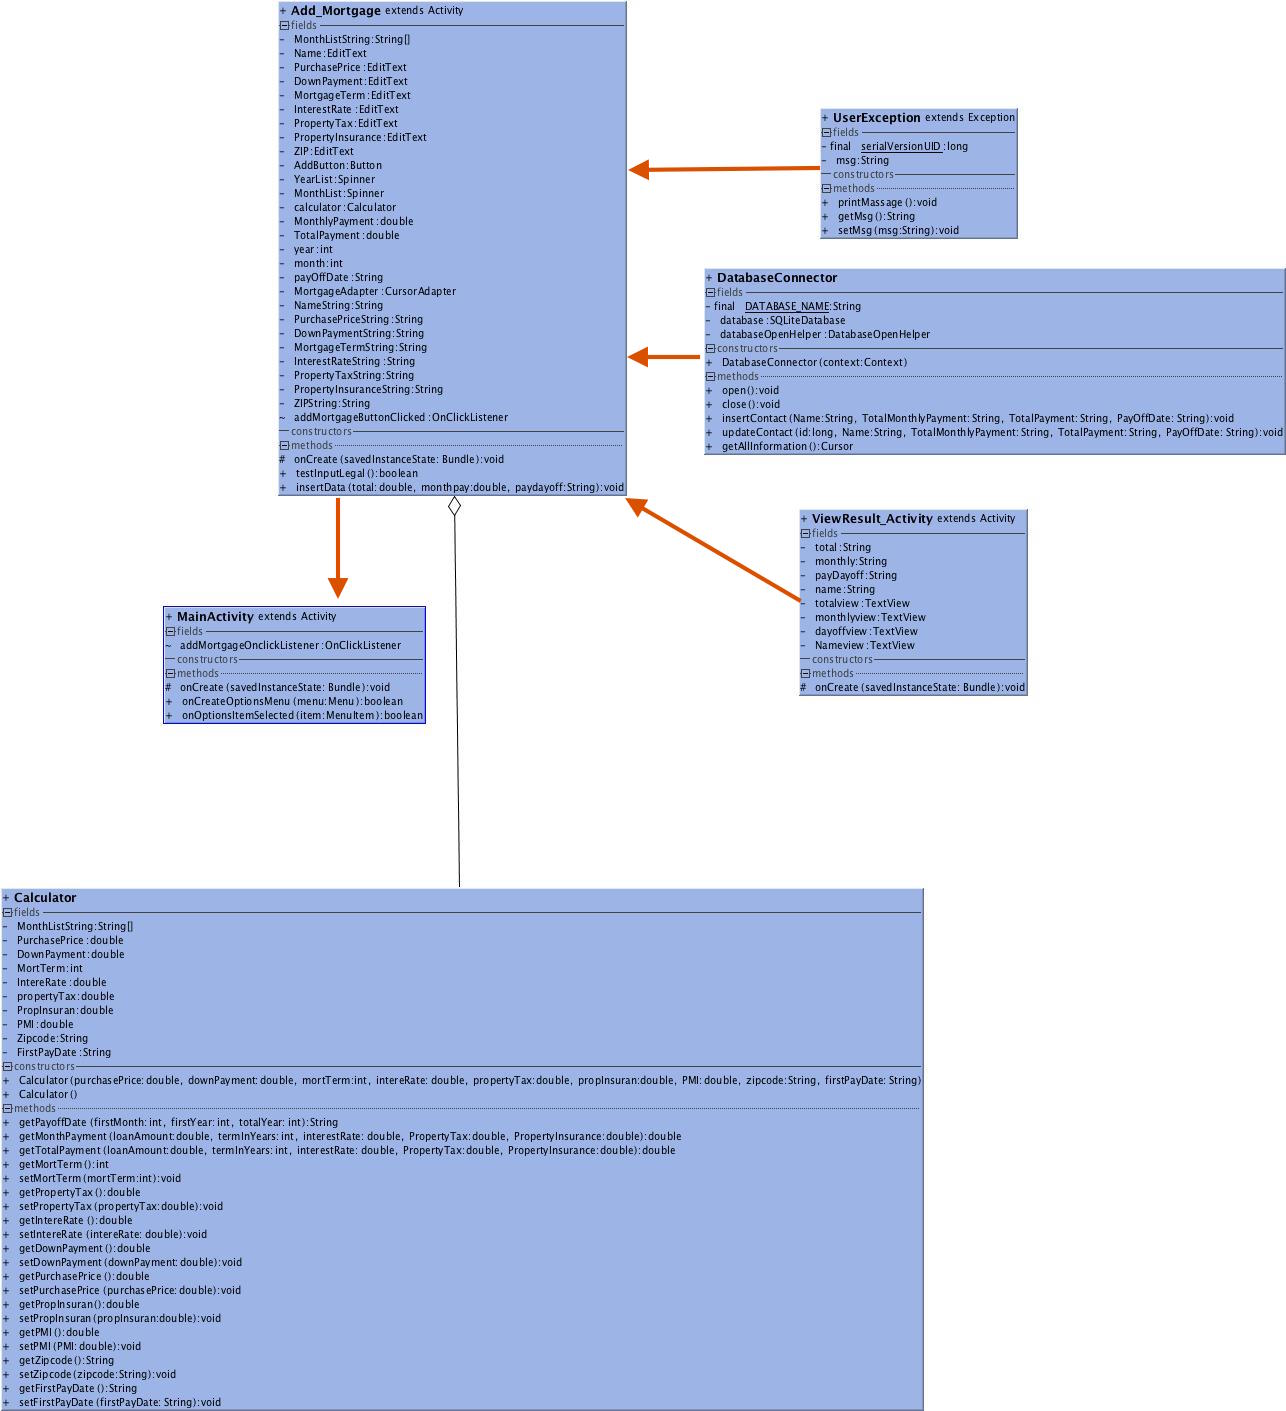 + Add_Mortgage extends Activity
fields
- MonthListString:String[]
- Name:EditText
- PurchasePrice:EditText
- DownPayment:EditText
- MortgageTerm:EditText
- InterestRate:EditText
- PropertyTax:EditText
- PropertyInsurance:EditText
- ZIP:EditText
- AddButton:Button
- YearList:Spinner
- MonthList:Spinner
- calculator:Calculator
- MonthlyPayment:double
- TotalPayment:double
- year:int
- month:int
- payOffDate:String
- MortgageAdapter:CursorAdapter
- NameString:String
- PurchasePriceString:String
- DownPaymentString:String
- MortgageTermString:String
- InterestRateString:String
- PropertyTaxString:String
- PropertyInsuranceString:String
- ZIPString:String
~ addMortgageButtonClicked:OnClickListener
constructors
methods
# onCreate(savedInstanceState: Bundle):void
+ testInputLegal():boolean
+ insertData(total: double, monthpay:double, paydayoff:String):void
+ UserException extends Exception
fields
- final serialVersionUID:long
- msg:String
constructors
methods
+ printMassage():void
+ getMsg():String
+ setMsg(msg:String):void
+ DatabaseConnector
fields
- final DATABASE_NAME:String
- database:SQLiteDatabase
- databaseOpenHelper:DatabaseOpenHelper
constructors
+ DatabaseConnector(context:Context)
methods
+ open():void
+ close():void
+ insertContact(Name:String, TotalMonthlyPayment: String, TotalPayment: String, PayOffDate: String):void
+ updateContact(id:long, Name:String, TotalMonthlyPayment: String, TotalPayment: String, PayOffDate: String):void
+ getAllInformation():Cursor
+ ViewResult_Activity extends Activity
fields
- total:String
- monthly:String
- payDayoff:String
- name:String
- totalview:TextView
- monthlyview:TextView
- dayoffview:TextView
- Nameview:TextView
constructors
methods
# onCreate(savedInstanceState: Bundle):void
+ MainActivity extends Activity
fields
~ addMortgageOnclickListener:OnClickListener
constructors
methods
# onCreate(savedInstanceState: Bundle):void
+ onCreateOptionsMenu(menu:Menu):boolean
+ onOptionsItemSelected(item:MenuItem):boolean
+ Calculator
fields
- MonthListString:String[]
- PurchasePrice:double
- DownPayment:double
- MortTerm:int
- IntereRate:double
- propertyTax:double
- PropInsuran:double
- PMI:double
- Zipcode:String
- FirstPayDate:String
constructors
+ Calculator(purchasePrice: double, downPayment: double, mortTerm:int, intereRate: double, propertyTax:double, propInsuran:double, PMI: double, zipcode:String, firstPayDate: String)
+ Calculator()
methods
+ getPayoffDate(firstMonth: int, firstYear: int, totalYear: int):String
+ getMonthPayment(loanAmount:double, termInYears: int, interestRate: double, PropertyTax:double, PropertyInsurance: double):double
+ getTotalPayment(loanAmount:double, termInYears: int, interestRate: double, PropertyTax:double, PropertyInsurance: double):double
+ getMortTerm():int
+ setMortTerm(mortTerm:int):void
+ getPropertyTax():double
+ setPropertyTax(propertyTax:double):void
+ getIntereRate():double
+ setIntereRate(intereRate: double):void
+ getDownPayment():double
+ setDownPayment(downPayment: double):void
+ getPurchasePrice():double
+ setPurchasePrice(purchasePrice: double):void
+ getPropInsuran():double
+ setPropInsuran(propInsuran:double):void
+ getPMI():double
+ setPMI(PMI: double):void
+ getZipcode():String
+ setZipcode(zipcode:String):void
+ getFirstPayDate():String
+ setFirstPayDate(firstPayDate: String):void